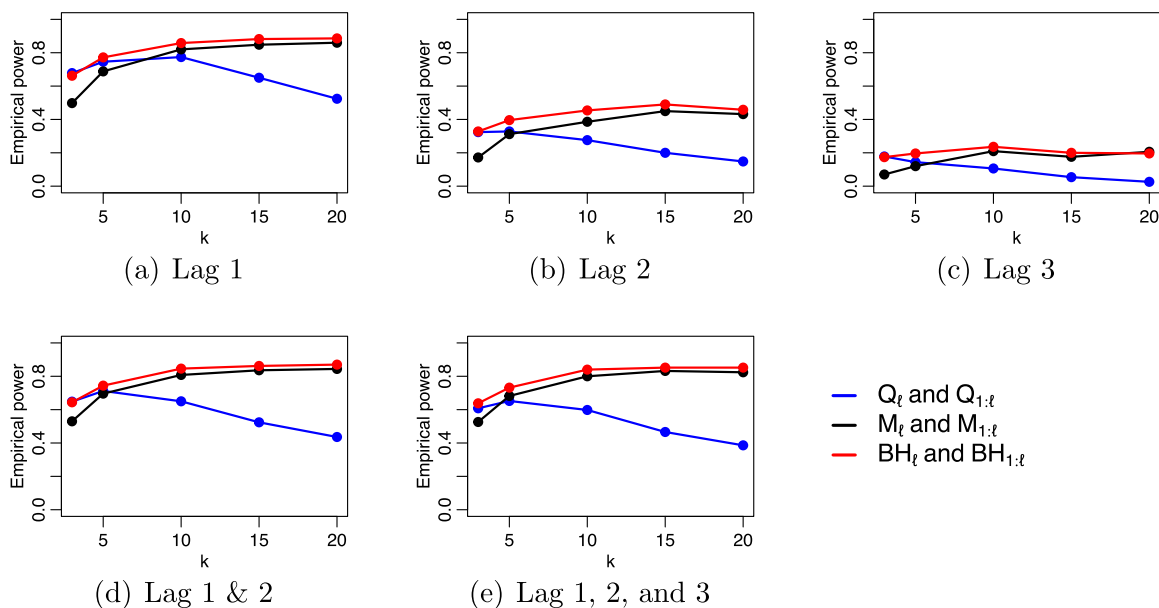 Empirical power
0.0 0.4 0.8
5 10 15 20
k
(a) Lag 1
Empirical power
0.0 0.4 0.8
5 10 15 20
k
(b) Lag 2
Empirical power
0.0 0.4 0.8
5 10 15 20
k
(c) Lag 3
Empirical power
0.0 0.4 0.8
5 10 15 20
k
(d) Lag 1 & 2
Empirical power
0.0 0.4 0.8
5 10 15 20
k
(e) Lag 1, 2, and 3
Qℓ and Q1:ℓ
Mℓ and M1:ℓ
BHℓ and BH1:ℓ